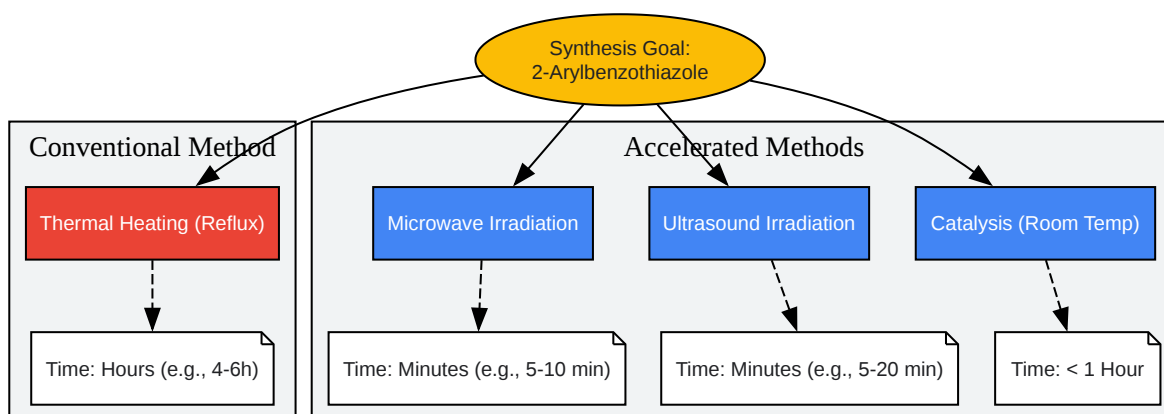 Synthesis Goal:
2-Arylbenzothiazole
Conventional Method
Accelerated Methods
Thermal Heating (Reflux)
Microwave Irradiation
Ultrasound Irradiation
Catalysis (Room Temp)
Time: Hours (e.g., 4-6h)
Time: Minutes (e.g., 5-10 min)
Time: Minutes (e.g., 5-20 min)
Time: < 1 Hour